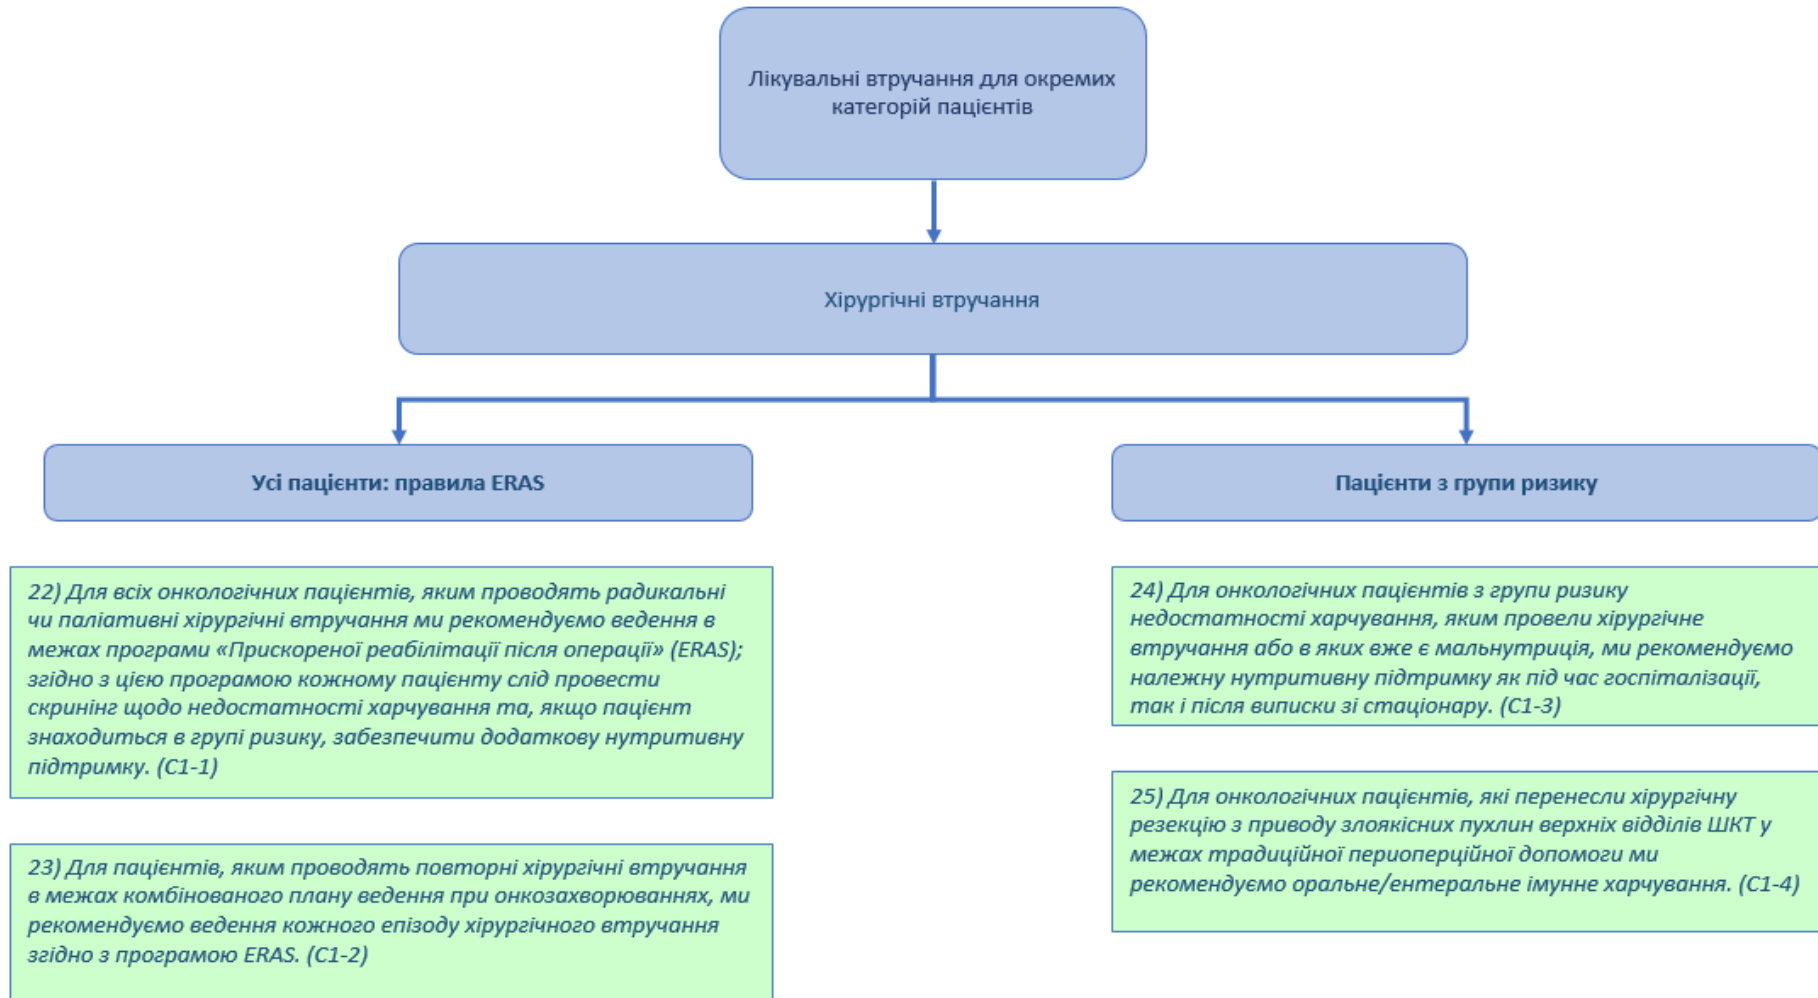 Лікувальні втручання для окремих
категорій пацієнтів
Хірургічні втручання
Усі пацієнти: правила ERAS
Пацієнти з групи ризику
22) Для всіх онкологічних пацієнтів, яким проводять радикальні
чи паліативні хірургічні втручання ми рекомендуємо ведення в
межах програми «Прискореної реабілітації після операції» (ERAS);
згідно з цією програмою кожному пацієнту слід провести
скринінг щодо недостатності харчування та, якщо пацієнт
знаходиться в групі ризику, забезпечити додаткову нутритивну
підтримку. (C1-1)
23) Для пацієнтів, яким проводять повторні хірургічні втручання
в межах комбінованого плану ведення при онкозахворюваннях, ми
рекомендуємо ведення кожного епізоду хірургічного втручання
згідно з програмою ERAS. (C1-2)
24) Для онкологічних пацієнтів з групи ризику
недостатності харчування, яким провели хірургічне
втручання або в яких вже є мальнутриція, ми рекомендуємо
належну нутритивну підтримку як під час госпіталізації,
так і після виписки зі стаціонару. (C1-3)
25) Для онкологічних пацієнтів, які перенесли хірургічну
резекцію з приводу злоякісних пухлин верхніх відділів ШКТ у
межах традиційної периоперційної допомоги ми
рекомендуємо оральне/ентеральне імунне харчування. (C1-4)